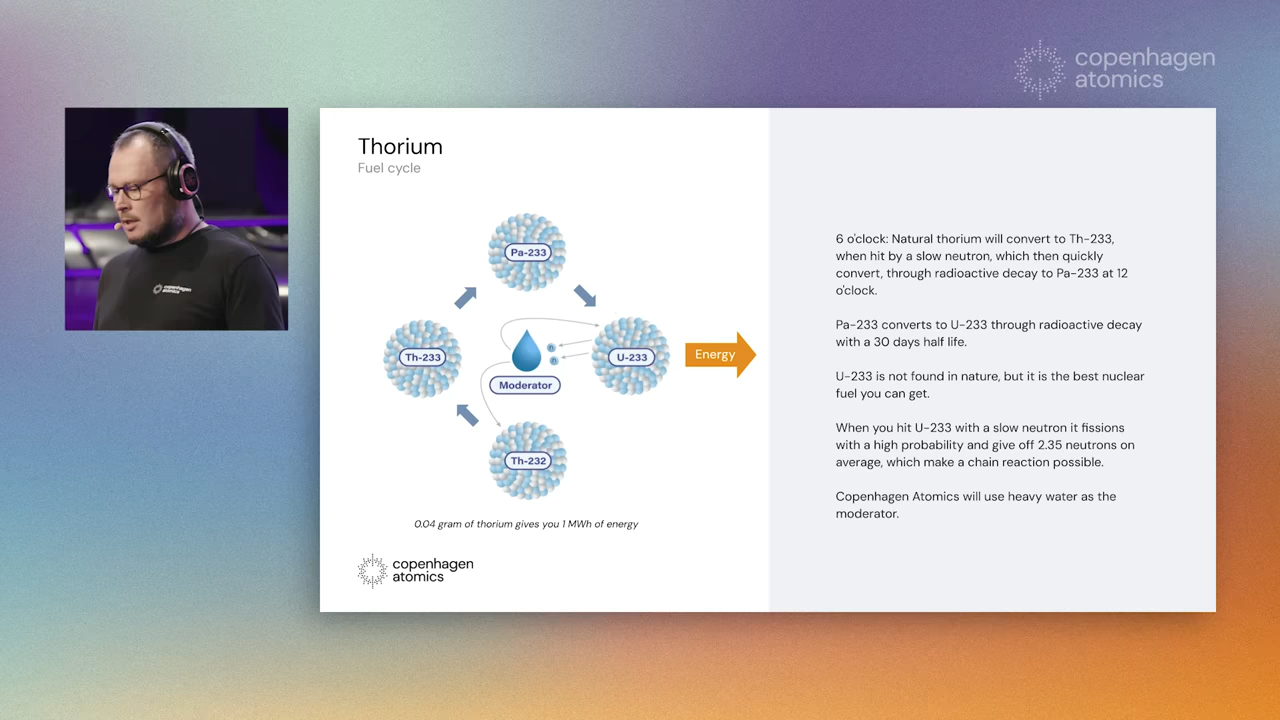 copenhagen
atomics
copenhagen
atomics
Thorium
Fuel cycle
Pa-233
Th-233
U-233
n
n
Moderator
Th-232
Energy
0.04 gram of thorium gives you 1 MWh of energy
copenhagen
atomics
6 o'clock: Natural thorium will convert to Th-233,
when hit by a slow neutron, which then quickly
convert, through radioactive decay to Pa-233 at 12
o'clock.
Pa-233 converts to U-233 through radioactive decay
with a 30 days half life.
U-233 is not found in nature, but it is the best nuclear
fuel you can get.
When you hit U-233 with a slow neutron it fissions
with a high probability and give off 2.35 neutrons on
average, which make a chain reaction possible.
Copenhagen Atomics will use heavy water as the
moderator.